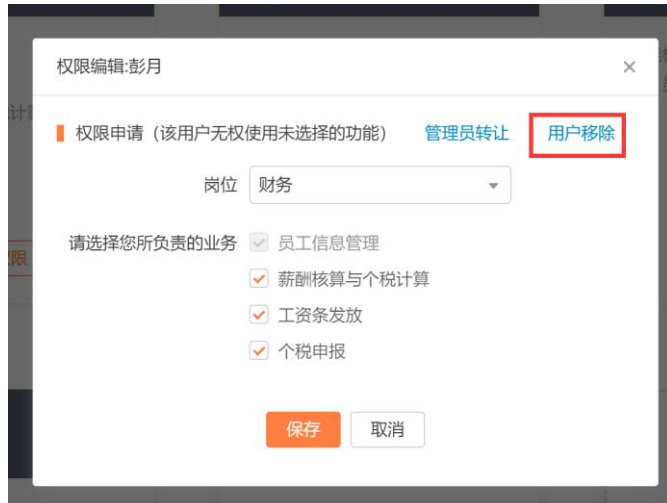 权限编辑:彭月
权限申请（该用户无权使用未选择的功能） 管理员转让 用户移除
岗位 财务
请选择您所负责的业务 员工信息管理
薪酬核算与个税计算
工资条发放
个税申报
保存 取消